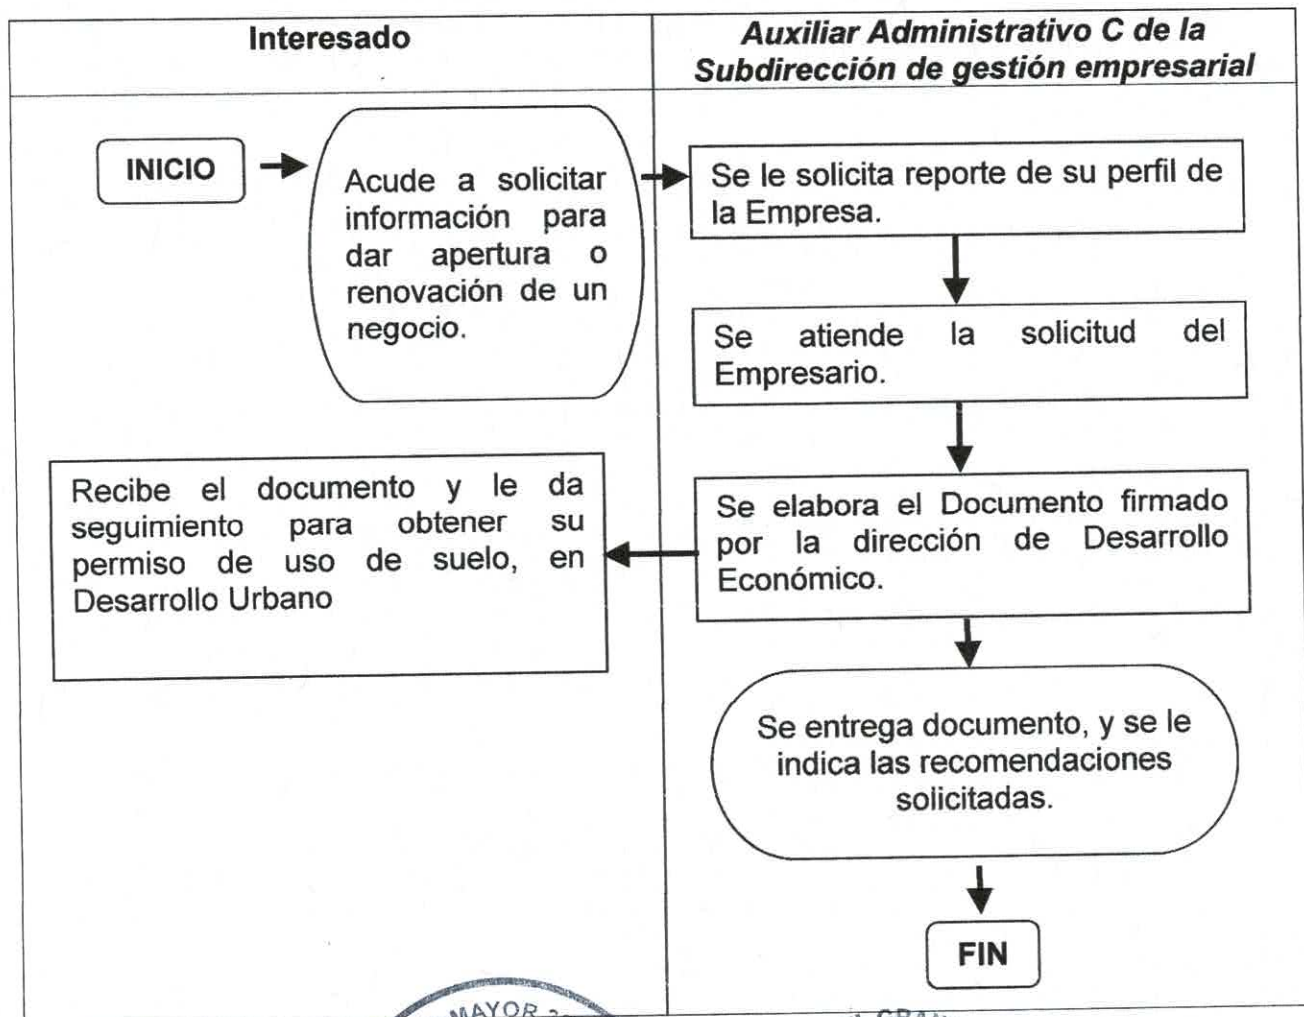 Interesado
Auxiliar Administrativo C de la
Subdirección de gestión empresarial
INICIO
Acude a solicitar
información para
dar apertura o
renovación de un
negocio.
Se le solicita reporte de su perfil de
la Empresa.
Se atiende la solicitud del
Empresario.
Se elabora el Documento firmado
por la dirección de Desarrollo
Económico.
Recibe el documento y le da
seguimiento para obtener su
permiso de uso de suelo, en
Desarrollo Urbano
Se entrega documento, y se le
indica las recomendaciones
solicitadas.
FIN
MAYOR